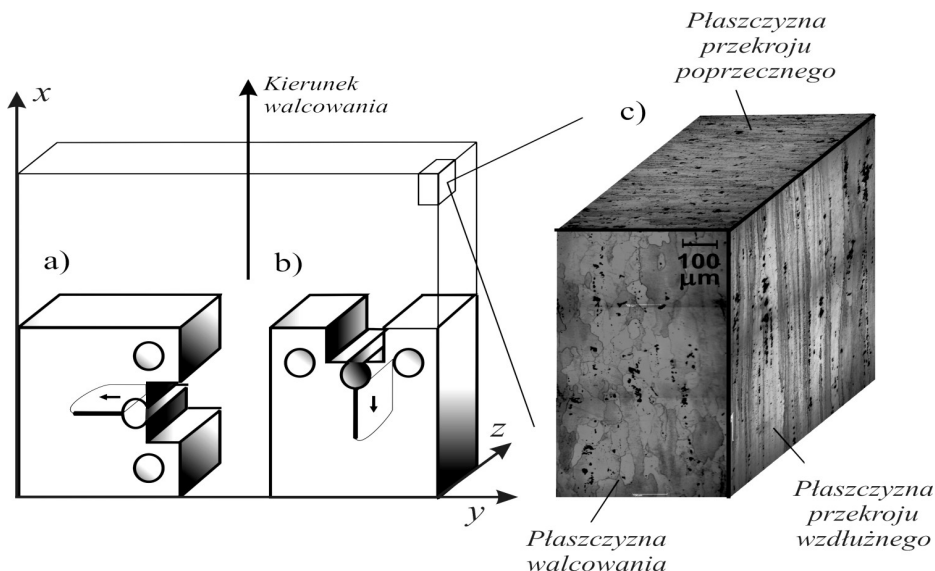 Płaszczyzna
przekroju
poprzecznego
x
Kierunek
walcowania
c)
a)
b)
100
µm
z
y
Płaszczyzna
walcowania
Płaszczyzna
przekroju
wzdłużnego